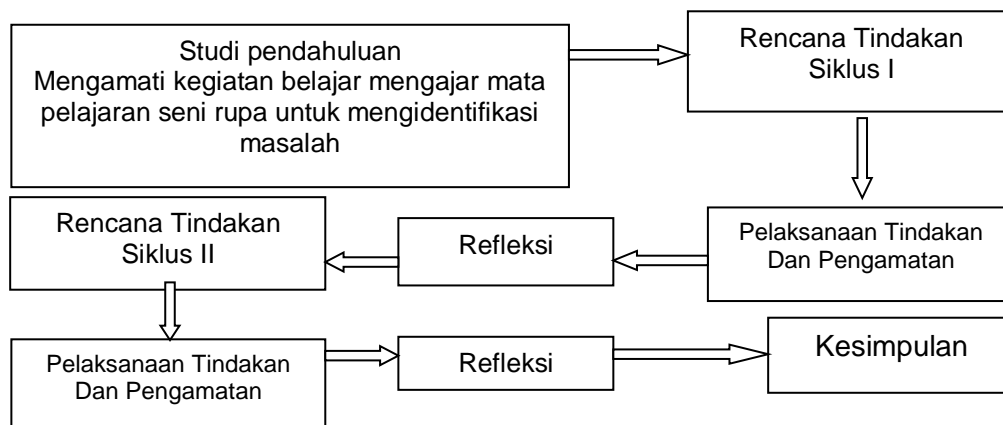 Studi pendahuluan
Mengamati kegiatan belajar mengajar mata
pelajaran seni rupa untuk mengidentifikasi
masalah
Rencana Tindakan
Siklus I
Pelaksanaan Tindakan
Dan Pengamatan
Refleksi
Rencana Tindakan
Siklus II
Pelaksanaan Tindakan
Dan Pengamatan
Refleksi
Kesimpulan